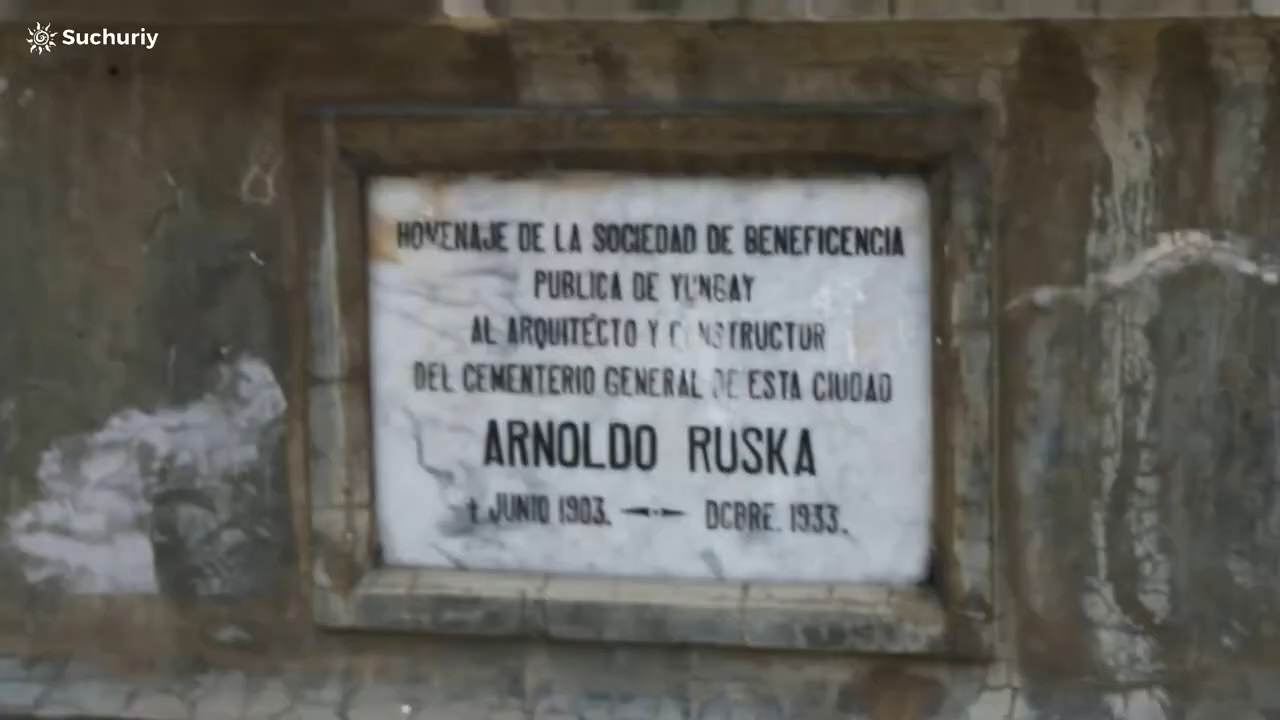 Suchuriy
HOMENAJE DE LA SOCIEDAD DE BENEFICENCIA
PUBLICA DE YUNGAY
AL ARQUITECTO Y CONSTRUCTOR
DEL CEMENTERIO GENERAL DE ESTA CIUDAD
ARNOLDO RUSKA
† JUNIO 1903. — DCBRE. 1933.